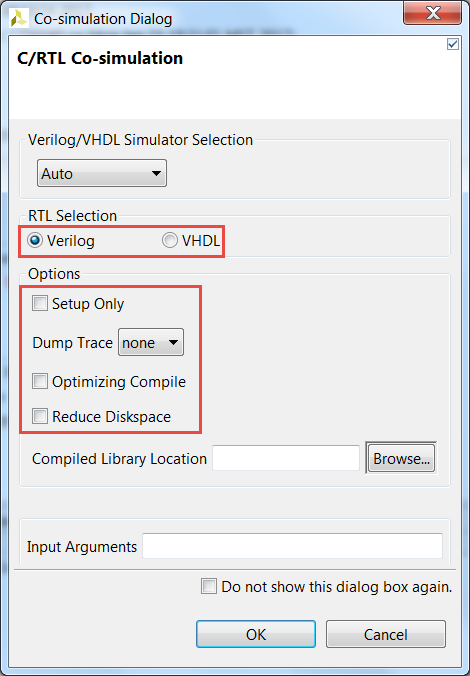 Co-simulation Dialog
C/RTL Co-simulation
Verilog/VHDL Simulator Selection
Auto
RTL Selection
Verilog VHDL
Options
Setup Only
Dump Trace none
Optimizing Compile
Reduce Diskspace
Compiled Library Location Browse...
Input Arguments
Do not show this dialog box again.
OK Cancel